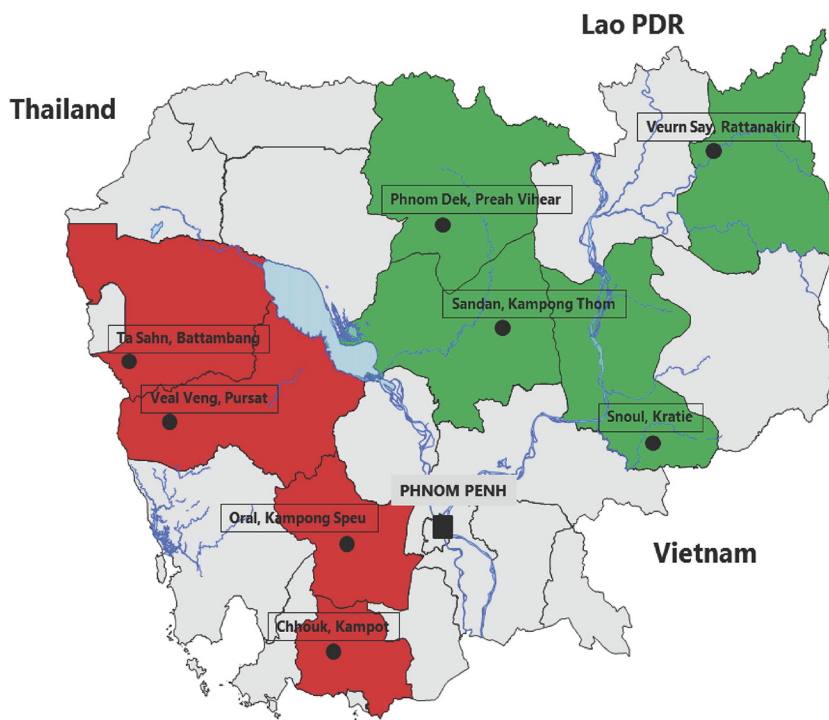 Lao PDR
Thailand
Veurn Say, Rattanakiri
Phnom Dek, Preah Vihear
Sandan, Kampong Thom
Ta Sahn, Battambang
Veal Veng, Pursat
Snoul, Kratie
PHNOM PENH
Oral, Kampong Speu
Vietnam
Chhouk, Kampot